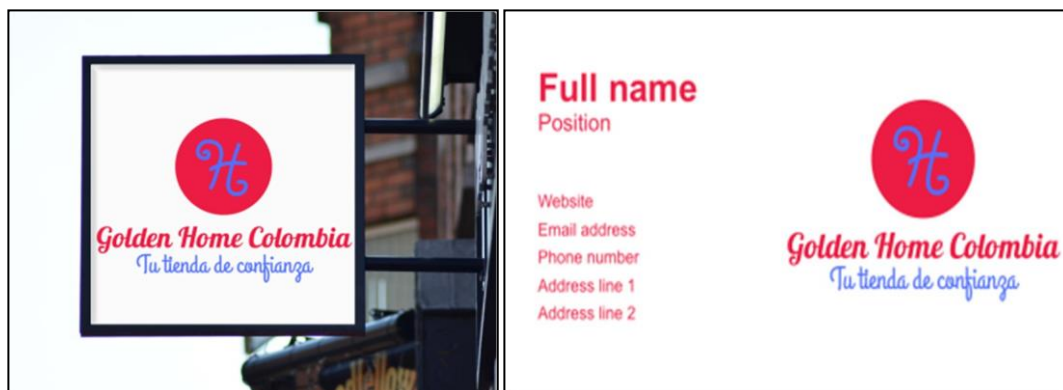 H
Golden Home Colombia
Tu tienda de confianza
Full name
Position
Website
Email address
Phone number
Address line 1
Address line 2
H
Golden Home Colombia
Tu tienda de confianza